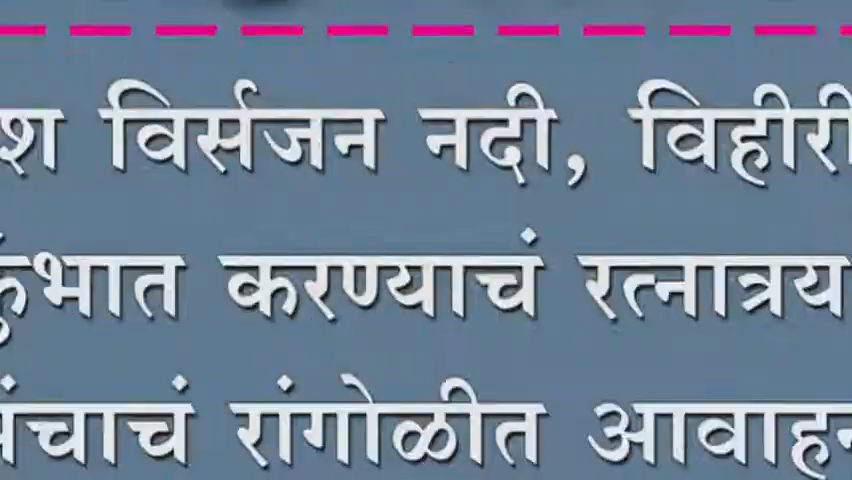 श विर्सजन नदी, विहीरी
कुंभात करण्याचं रत्नात्रय
मंचाचं रांगोळीत आवाहन